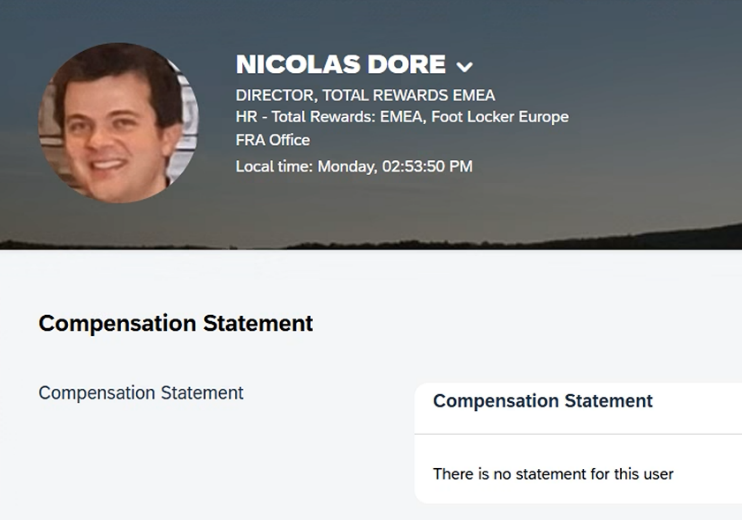 NICOLAS DORE
DIRECTOR, TOTAL REWARDS EMEA
HR - Total Rewards: EMEA, Foot Locker Europe
FRA Office
Local time: Monday, 02:53:50 PM
Compensation Statement
Compensation Statement
Compensation Statement
There is no statement for this user